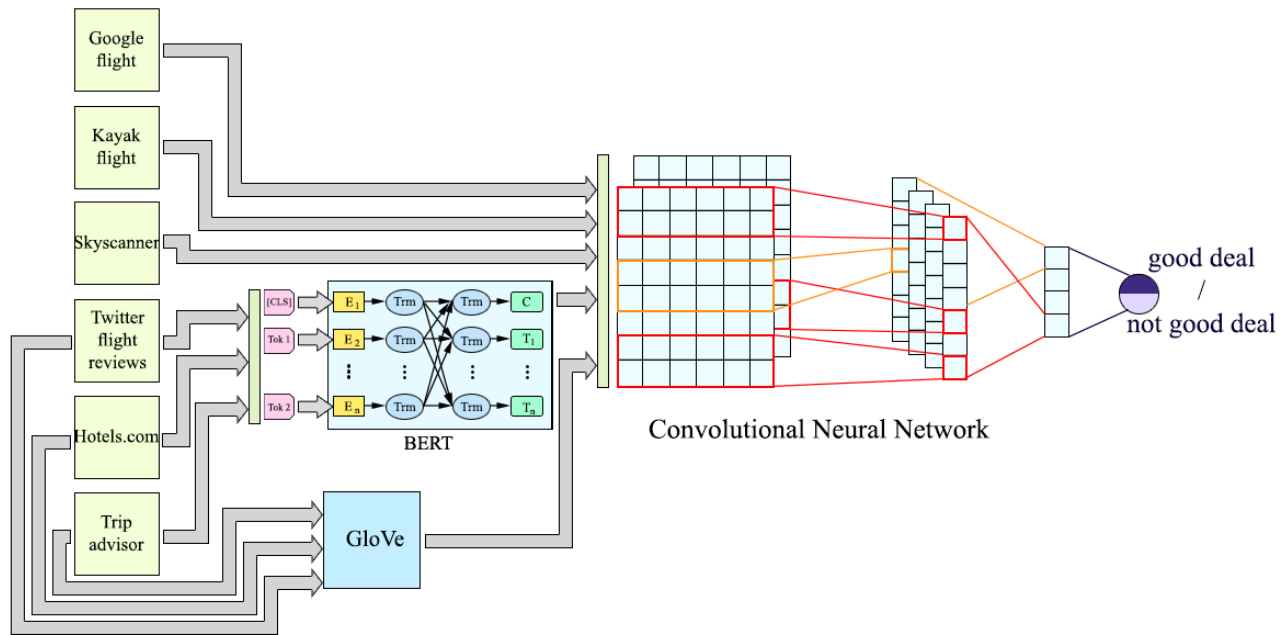 Google
flight
Kayak
flight
Skyscanner
Twitter
flight
reviews
Hotels.com
Trip
advisor
[CLS]
Tok 1
Tok 2
E1
Trm
Trm
C
E2
Trm
Trm
T1
En
Trm
Trm
Tn
BERT
GloVe
Convolutional Neural Network
good deal
/
not good deal